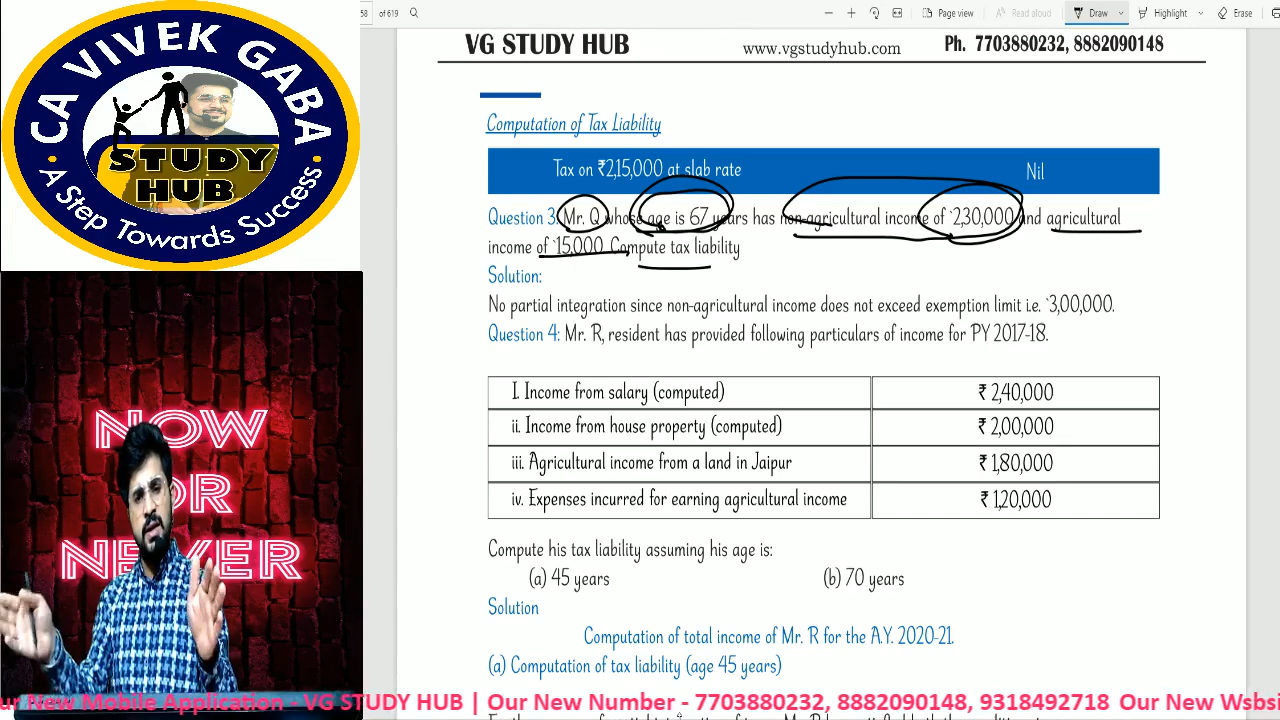 58 of 619 Page view Read aloud Draw Highlight Erase
CA VIVEK GABA
STUDY
HUB
A Step Towards Success
VG STUDY HUB www.vgstudyhub.com Ph. 7703880232, 8882090148
Computation of Tax Liability
Tax on ₹2,15,000 at slab rate Nil
Question 3: Mr. Q whose age is 67 years has non-agricultural income of `2,30,000 and agricultural
income of `15,000. Compute tax liability
Solution:
No partial integration since non-agricultural income does not exceed exemption limit i.e. `3,00,000.
Question 4: Mr. R, resident has provided following particulars of income for PY 2017-18.
I. Income from salary (computed) ₹ 2,40,000
ii. Income from house property (computed) ₹ 2,00,000
iii. Agricultural income from a land in Jaipur ₹ 1,80,000
iv. Expenses incurred for earning agricultural income ₹ 1,20,000
Compute his tax liability assuming his age is:
(a) 45 years (b) 70 years
Solution
Computation of total income of Mr. R for the A.Y. 2020-21.
(a) Computation of tax liability (age 45 years)
NOW
OR
NEVER
ur New Mobile Application - VG STUDY HUB | Our New Number - 7703880232, 8882090148, 9318492718 Our New Wsbsi